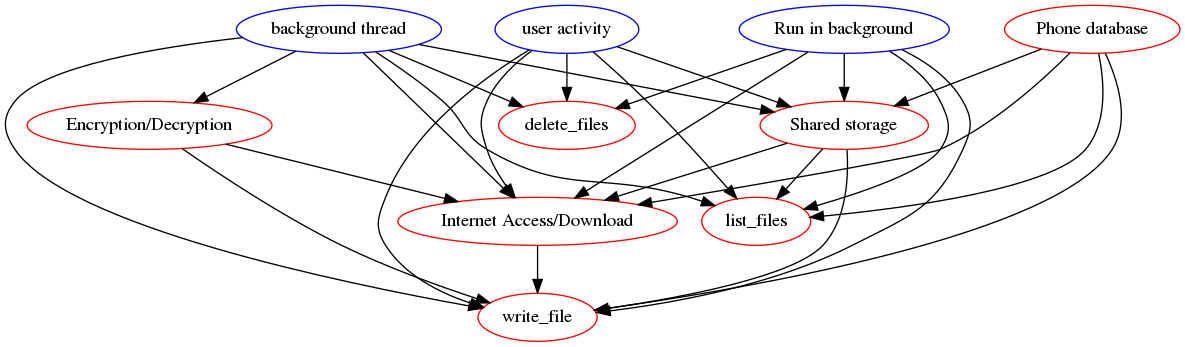 background thread
user activity
Run in background
Phone database
Encryption/Decryption
delete_files
Shared storage
Internet Access/Download
list_files
write_file